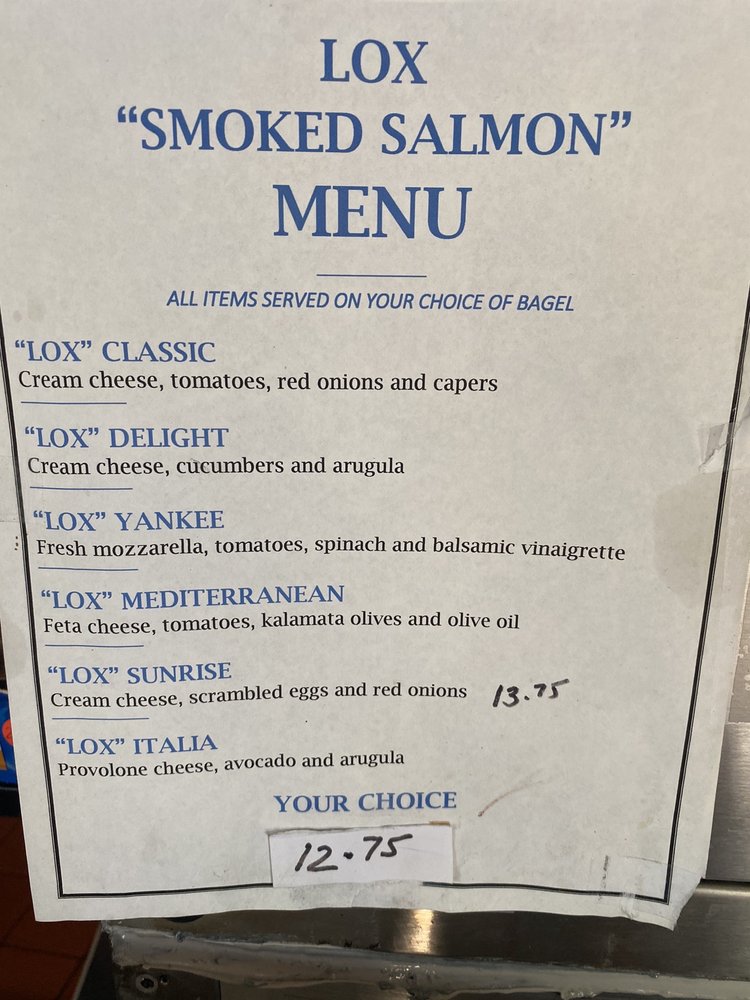 LOX
“SMOKED SALMON”
MENU
ALL ITEMS SERVED ON YOUR CHOICE OF BAGEL
“LOX” CLASSIC
Cream cheese, tomatoes, red onions and capers
“LOX” DELIGHT
Cream cheese, cucumbers and arugula
“LOX” YANKEE
Fresh mozzarella, tomatoes, spinach and balsamic vinaigrette
“LOX” MEDITERRANEAN
Feta cheese, tomatoes, kalamata olives and olive oil
“LOX” SUNRISE
Cream cheese, scrambled eggs and red onions 13.75
“LOX” ITALIA
Provolone cheese, avocado and arugula
YOUR CHOICE
12.75